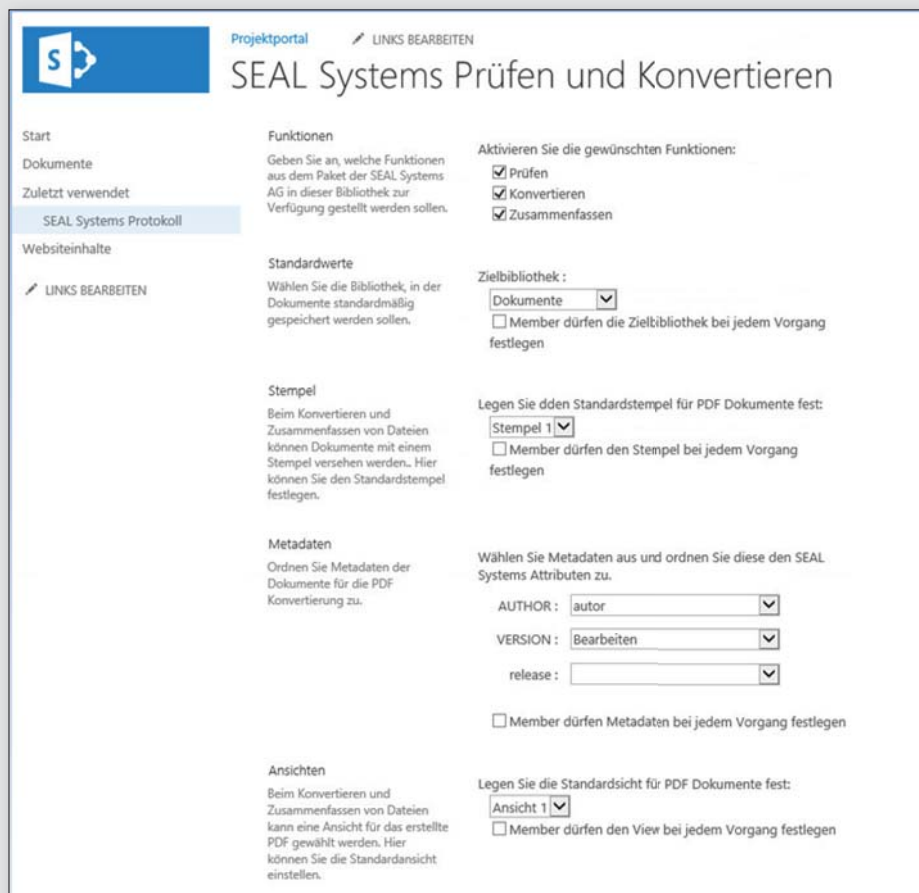 S
Projektportal LINKS BEARBEITEN
SEAL Systems Prüfen und Konvertieren
Start
Dokumente
Zuletzt verwendet
SEAL Systems Protokoll
Websiteinhalte
LINKS BEARBEITEN
Funktionen
Geben Sie an, welche Funktionen
aus dem Paket der SEAL Systems
AG in dieser Bibliothek zur
Verfügung gestellt werden sollen.
Aktivieren Sie die gewünschten Funktionen:
Prüfen
Konvertieren
Zusammenfassen
Standardwerte
Wählen Sie die Bibliothek, in der
Dokumente standardmäßig
gespeichert werden sollen.
Zielbibliothek :
Dokumente
Member dürfen die Zielbibliothek bei jedem Vorgang
festlegen
Stempel
Beim Konvertieren und
Zusammenfassen von Dateien
können Dokumente mit einem
Stempel versehen werden.. Hier
können Sie den Standardstempel
festlegen.
Legen Sie dden Standardstempel für PDF Dokumente fest:
Stempel 1
Member dürfen den Stempel bei jedem Vorgang
festlegen
Metadaten
Ordnen Sie Metadaten der
Dokumente für die PDF
Konvertierung zu.
Wählen Sie Metadaten aus und ordnen Sie diese den SEAL
Systems Attributen zu.
AUTHOR : autor
VERSION : Bearbeiten
release :
Member dürfen Metadaten bei jedem Vorgang festlegen
Ansichten
Beim Konvertieren und
Zusammenfassen von Dateien
kann eine Ansicht für das erstellte
PDF gewählt werden. Hier
können Sie die Standardansicht
einstellen.
Legen Sie die Standardsicht für PDF Dokumente fest:
Ansicht 1
Member dürfen den View bei jedem Vorgang festlegen